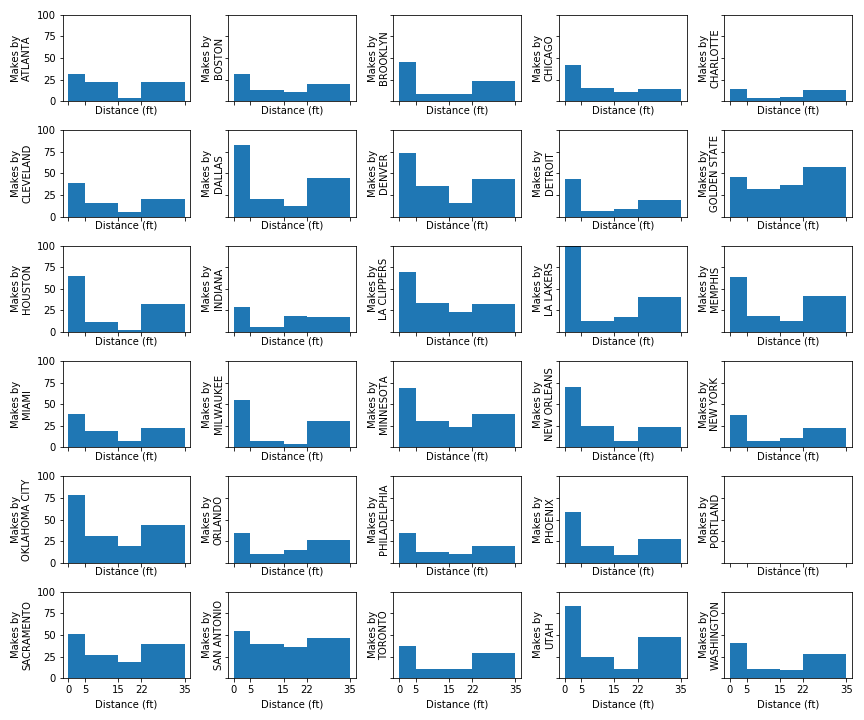 100
75
50
25
0
Makes by
ATLANTA
Distance (ft)
Makes by
BOSTON
Distance (ft)
Makes by
BROOKLYN
Distance (ft)
Makes by
CHICAGO
Distance (ft)
Makes by
CHARLOTTE
Distance (ft)
100
75
50
25
0
Makes by
CLEVELAND
Distance (ft)
Makes by
DALLAS
Distance (ft)
Makes by
DENVER
Distance (ft)
Makes by
DETROIT
Distance (ft)
Makes by
GOLDEN STATE
Distance (ft)
100
75
50
25
0
Makes by
HOUSTON
Distance (ft)
Makes by
INDIANA
Distance (ft)
Makes by
LA CLIPPERS
Distance (ft)
Makes by
LA LAKERS
Distance (ft)
Makes by
MEMPHIS
Distance (ft)
100
75
50
25
0
Makes by
MIAMI
Distance (ft)
Makes by
MILWAUKEE
Distance (ft)
Makes by
MINNESOTA
Distance (ft)
Makes by
NEW ORLEANS
Distance (ft)
Makes by
NEW YORK
Distance (ft)
100
75
50
25
0
Makes by
OKLAHOMA CITY
Distance (ft)
Makes by
ORLANDO
Distance (ft)
Makes by
PHILADELPHIA
Distance (ft)
Makes by
PHOENIX
Distance (ft)
Makes by
PORTLAND
Distance (ft)
100
75
50
25
0
Makes by
SACRAMENTO
0 5 15 22 35
Distance (ft)
Makes by
SAN ANTONIO
0 5 15 22 35
Distance (ft)
Makes by
TORONTO
0 5 15 22 35
Distance (ft)
Makes by
UTAH
0 5 15 22 35
Distance (ft)
Makes by
WASHINGTON
0 5 15 22 35
Distance (ft)